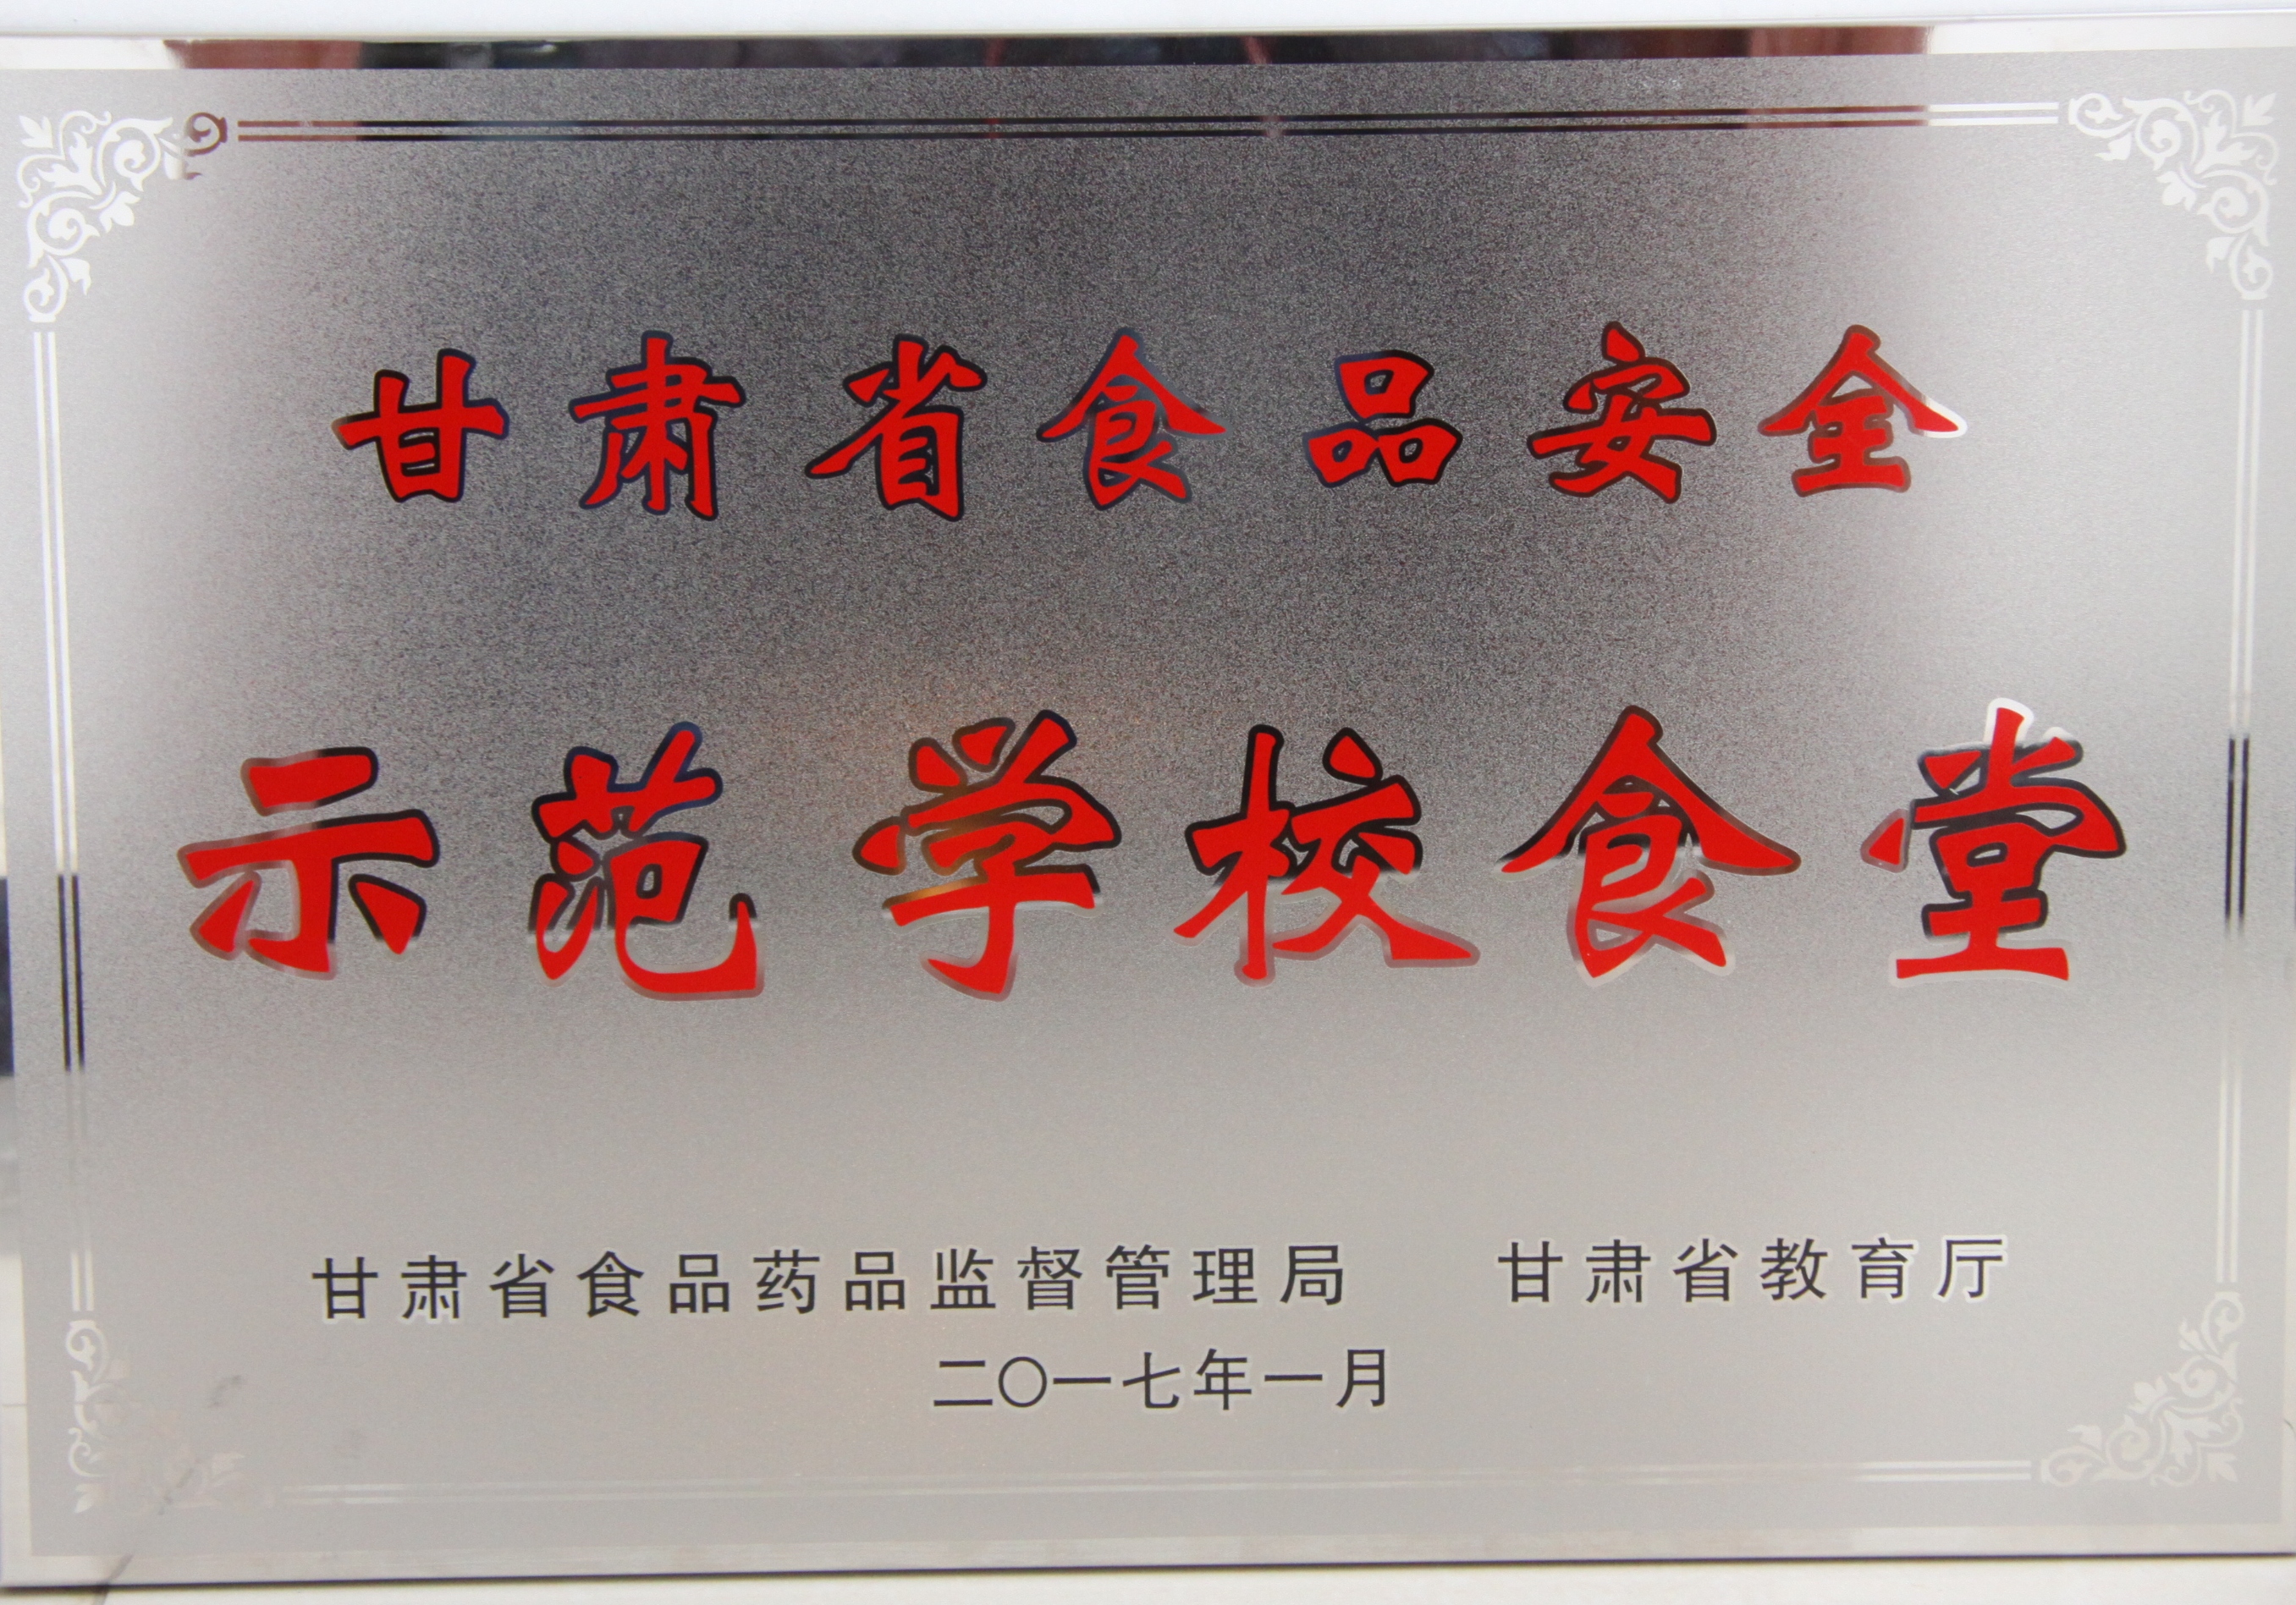 甘肃省食品安全
示范学校食堂
甘肃省食品药品监督管理局 甘肃省教育厅
二〇一七年一月